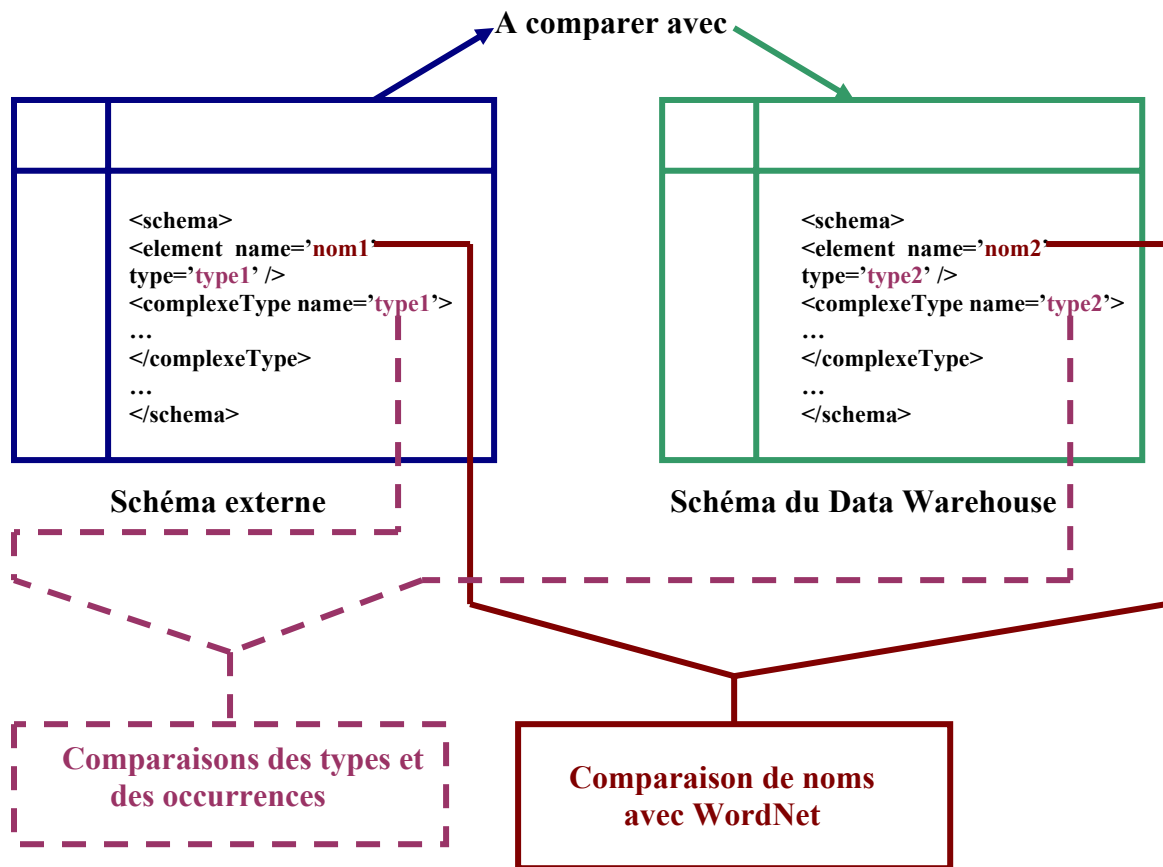 A comparer avec
<schema>
<element name=’nom1’
type=’type1’ />
<complexeType name=’type1’>
…
</complexeType>
…
</schema>
<schema>
<element name=’nom2’
type=’type2’ />
<complexeType name=’type2’>
…
</complexeType>
…
</schema>
Schéma externe
Schéma du Data Warehouse
Comparaisons des types et
des occurrences
Comparaison de noms
avec WordNet